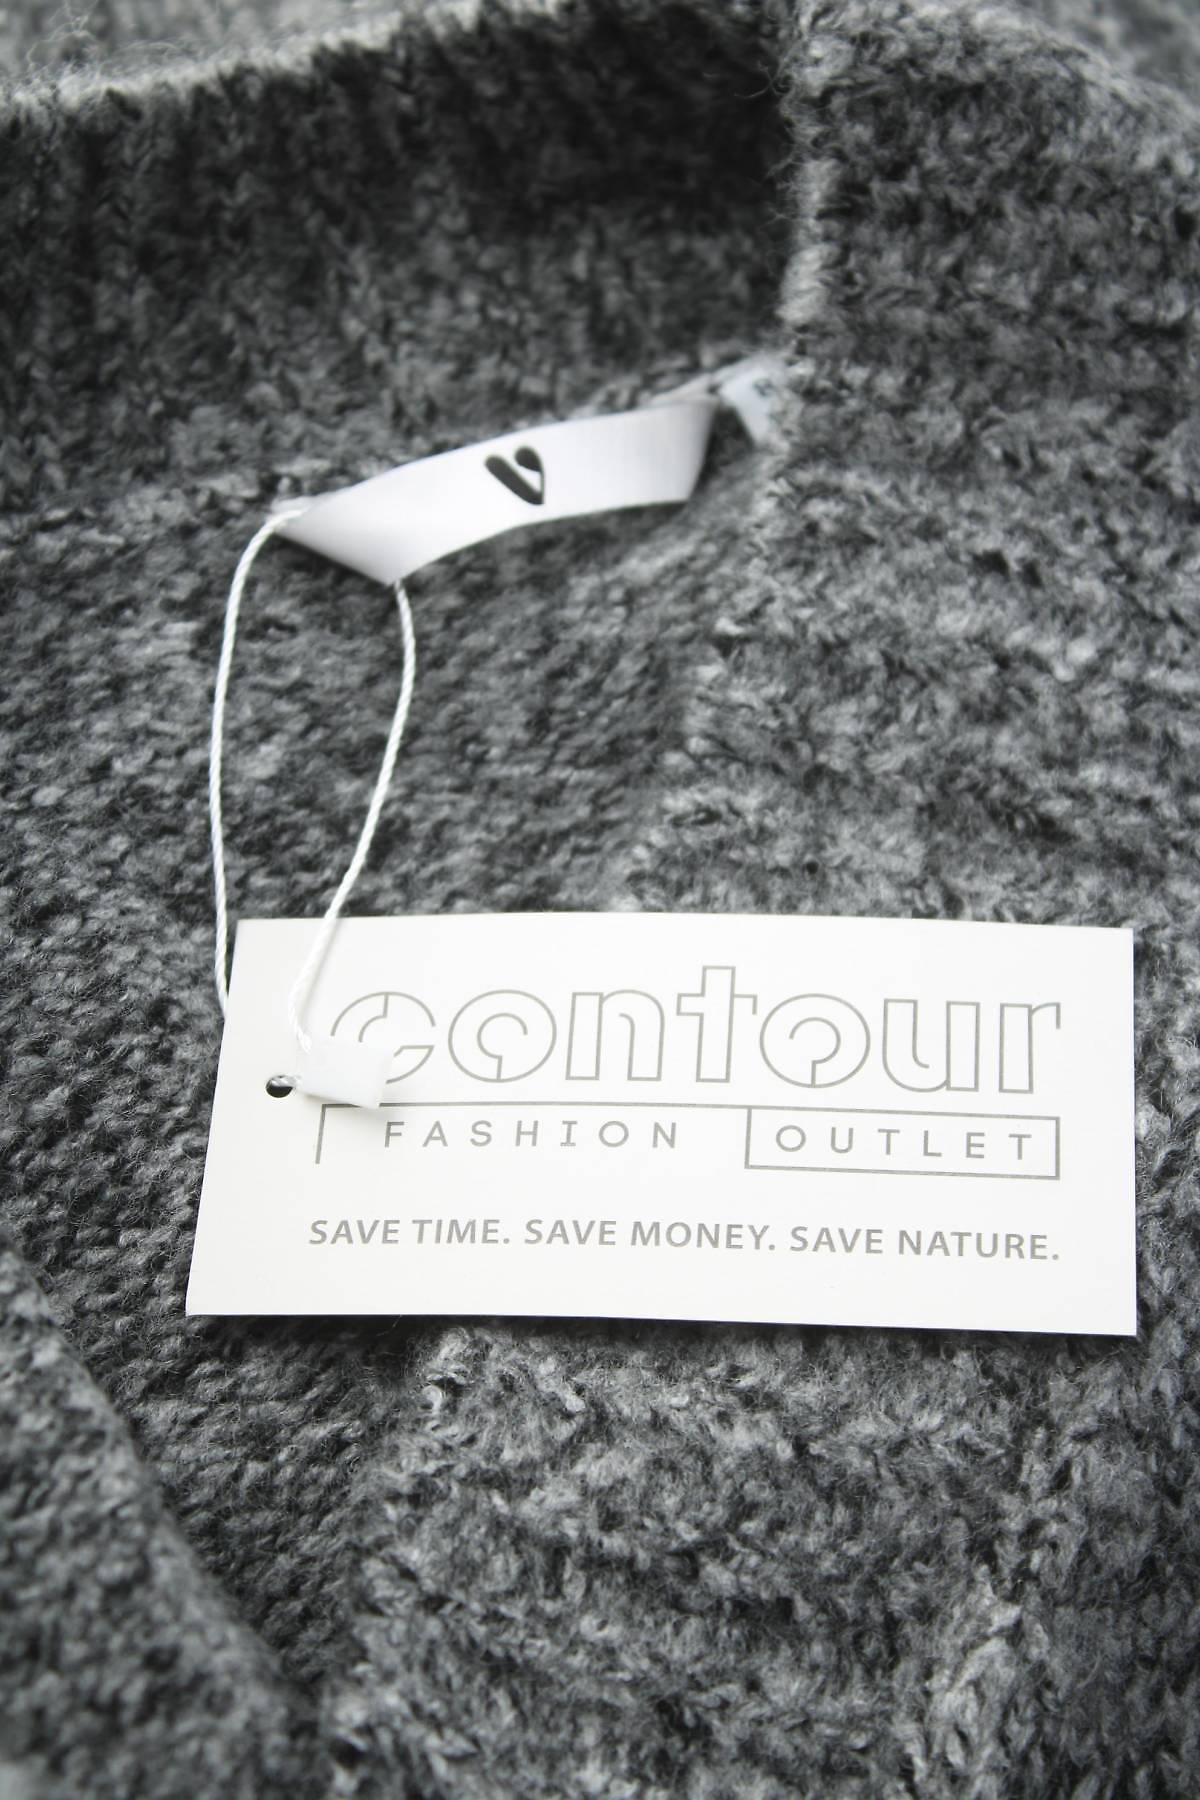 contour
FASHION OUTLET
SAVE TIME. SAVE MONEY. SAVE NATURE.